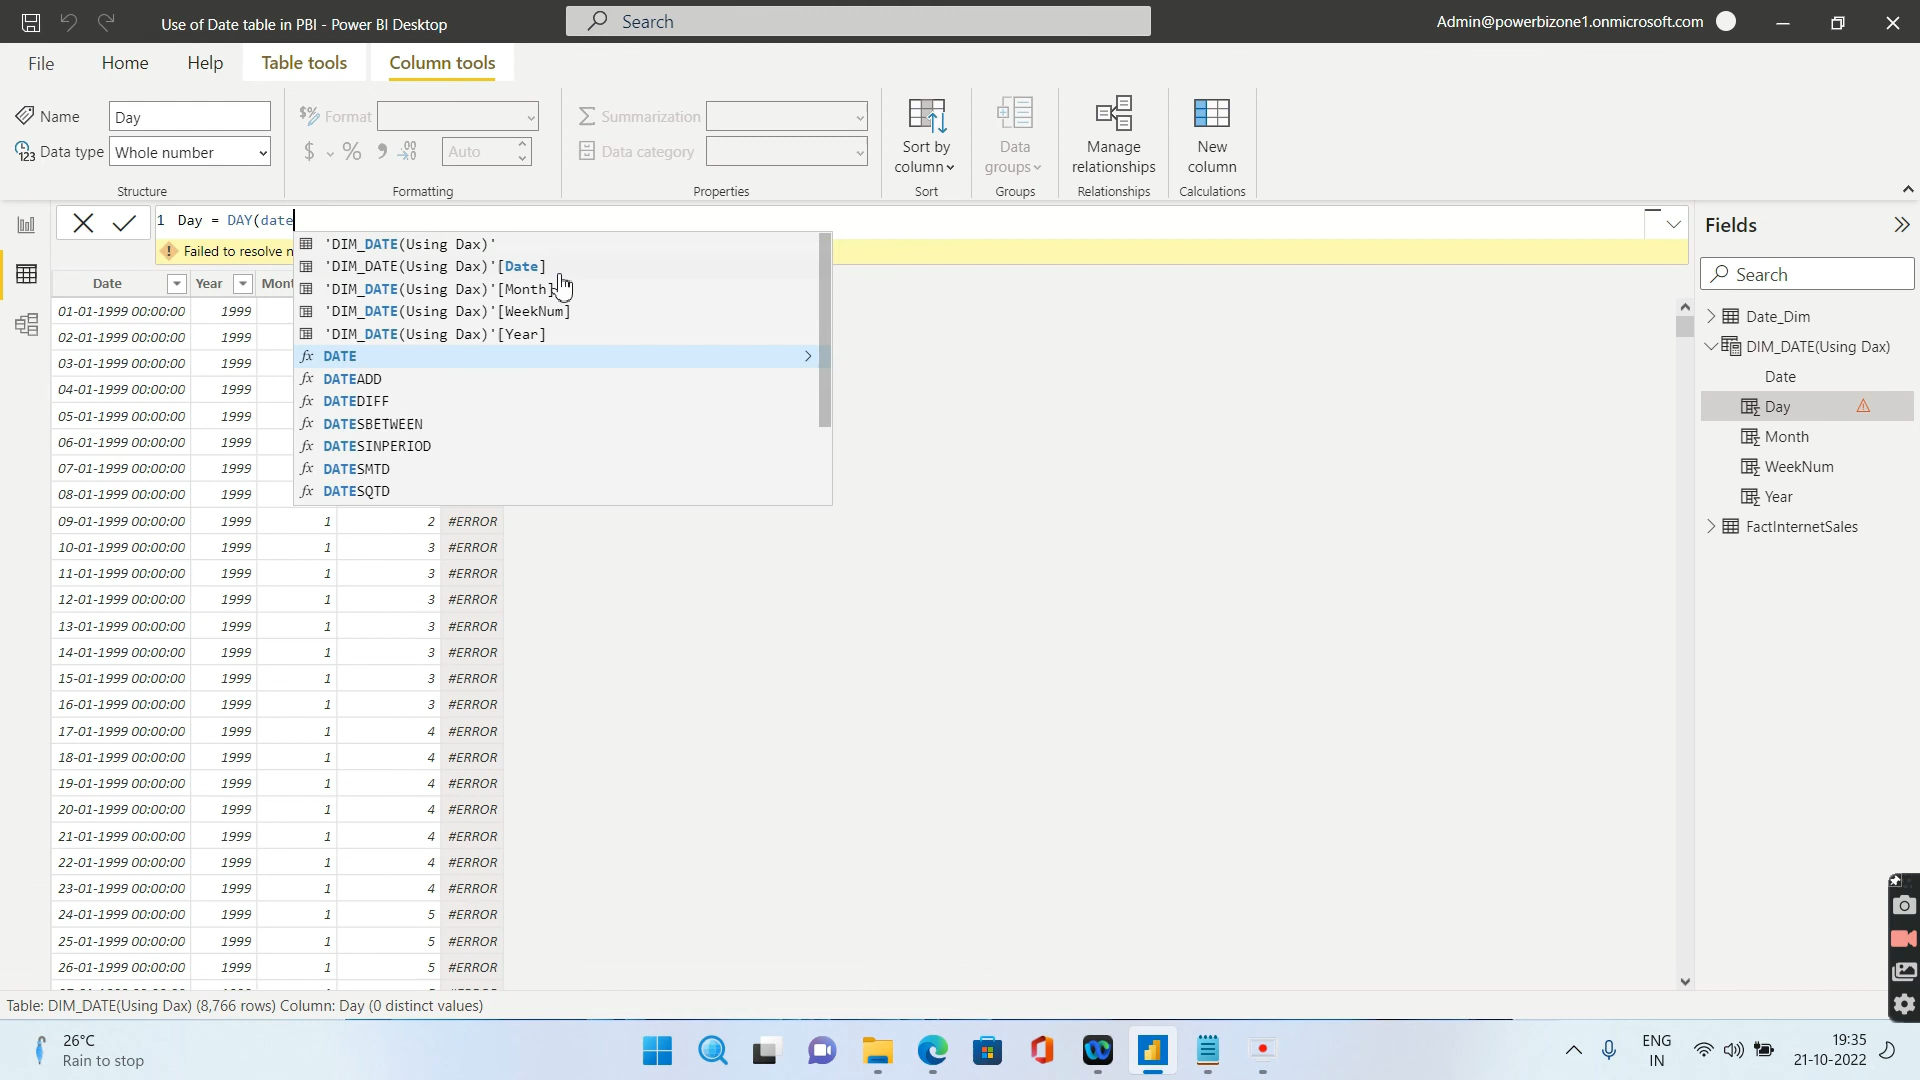 Use of Date table in PBI - Power BI Desktop
Search
Admin@powerbizone1.onmicrosoft.com
File
Home
Help
Table tools
Column tools
Name
Day
Data type
Whole number
Structure
Format
Auto
Formatting
Summarization
Data category
Properties
Sort by column
Sort
Data groups
Groups
Manage relationships
Relationships
New column
Calculations
1 Day = DAY(date
Failed to resolve n
'DIM_DATE(Using Dax)'
'DIM_DATE(Using Dax)'[Date]
'DIM_DATE(Using Dax)'[Month]
'DIM_DATE(Using Dax)'[WeekNum]
'DIM_DATE(Using Dax)'[Year]
DATE
DATEADD
DATEDIFF
DATESBETWEEN
DATESINPERIOD
DATESMTD
DATESQTD
Date Year Mont
01-01-1999 00:00:00 1999
02-01-1999 00:00:00 1999
03-01-1999 00:00:00 1999
04-01-1999 00:00:00 1999
05-01-1999 00:00:00 1999
06-01-1999 00:00:00 1999
07-01-1999 00:00:00 1999
08-01-1999 00:00:00 1999
09-01-1999 00:00:00 1999 1 2 #ERROR
10-01-1999 00:00:00 1999 1 3 #ERROR
11-01-1999 00:00:00 1999 1 3 #ERROR
12-01-1999 00:00:00 1999 1 3 #ERROR
13-01-1999 00:00:00 1999 1 3 #ERROR
14-01-1999 00:00:00 1999 1 3 #ERROR
15-01-1999 00:00:00 1999 1 3 #ERROR
16-01-1999 00:00:00 1999 1 3 #ERROR
17-01-1999 00:00:00 1999 1 4 #ERROR
18-01-1999 00:00:00 1999 1 4 #ERROR
19-01-1999 00:00:00 1999 1 4 #ERROR
20-01-1999 00:00:00 1999 1 4 #ERROR
21-01-1999 00:00:00 1999 1 4 #ERROR
22-01-1999 00:00:00 1999 1 4 #ERROR
23-01-1999 00:00:00 1999 1 4 #ERROR
24-01-1999 00:00:00 1999 1 5 #ERROR
25-01-1999 00:00:00 1999 1 5 #ERROR
26-01-1999 00:00:00 1999 1 5 #ERROR
Fields
Search
Date_Dim
DIM_DATE(Using Dax)
Date
Day
Month
WeekNum
Year
FactInternetSales
Table: DIM_DATE(Using Dax) (8,766 rows) Column: Day (0 distinct values)
26°C
Rain to stop
ENG
IN
19:35
21-10-2022